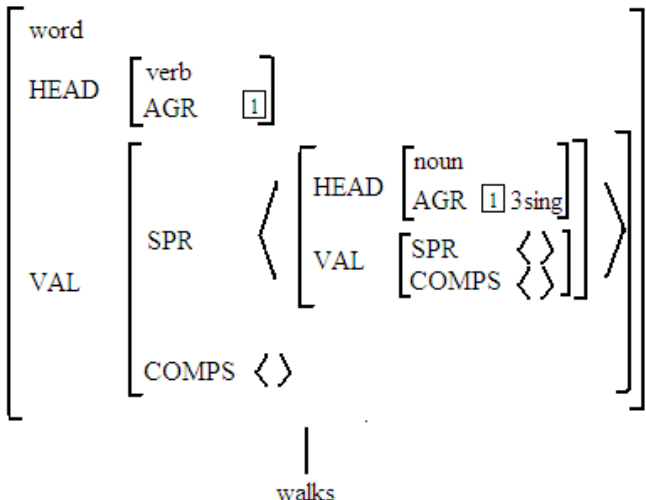 word
HEAD verb
AGR 1
VAL SPR HEAD noun
AGR 1 3sing
VAL SPR 〈 〉
COMPS 〈 〉
COMPS 〈 〉
walks